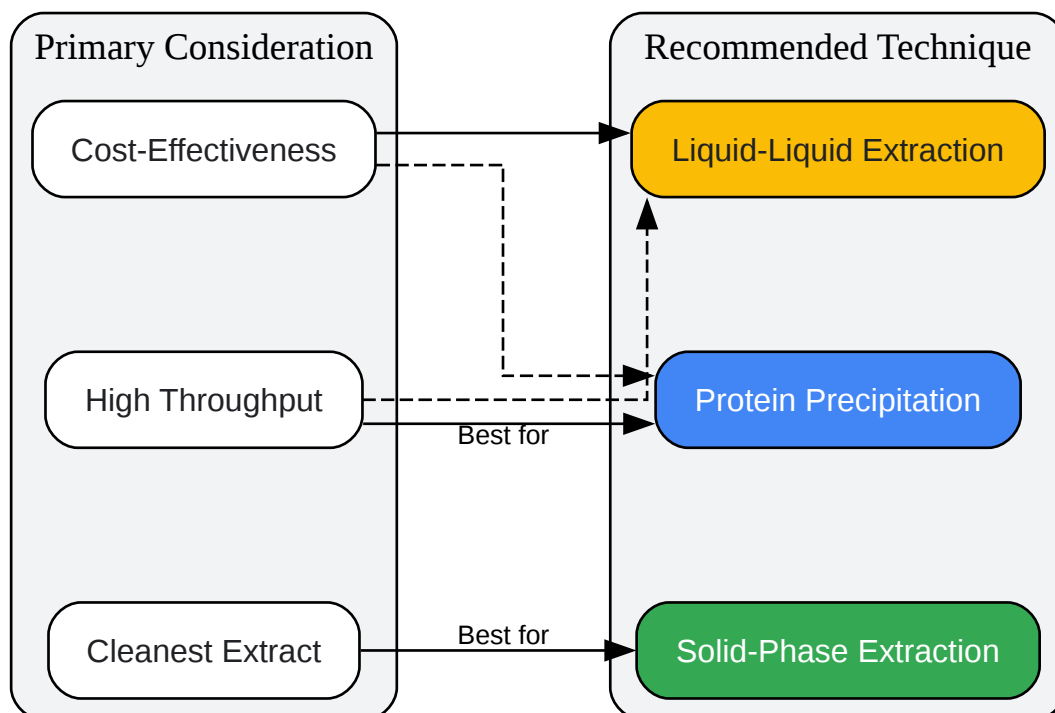 Primary Consideration
Recommended Technique
Cost-Effectiveness
Liquid-Liquid Extraction
High Throughput
Best for
Protein Precipitation
Cleanest Extract
Best for
Solid-Phase Extraction